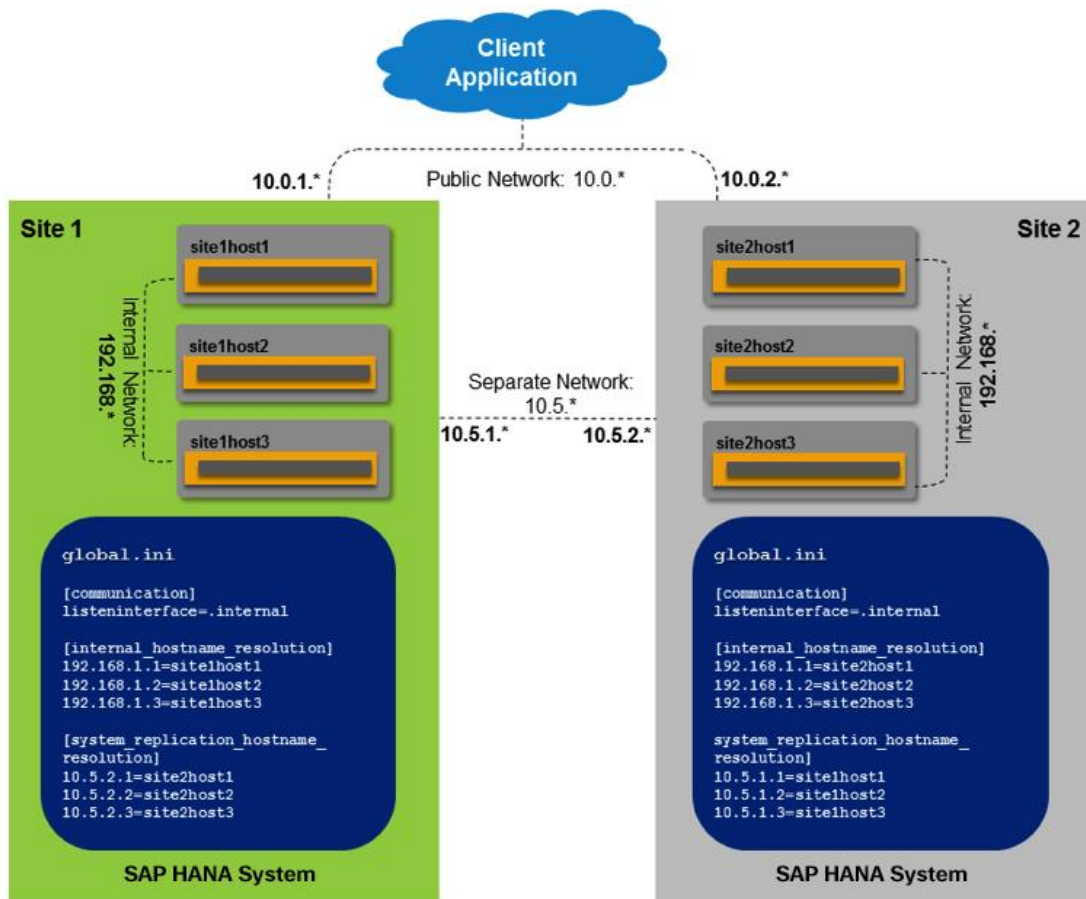 Client
Application
10.0.1.*
Public Network: 10.0.*
10.0.2.*
Site 1
site1host1
site1host2
site1host3
Internal Network:
192.168.*
Separate Network:
10.5.*
10.5.1.*
10.5.2.*
Site 2
site2host1
site2host2
site2host3
Internal Network:
192.168.*
global.ini
[communication]
listeninterface=.internal
[internal_hostname_resolution]
192.168.1.1=site1host1
192.168.1.2=site1host2
192.168.1.3=site1host3
[system_replication_hostname_
resolution]
10.5.2.1=site2host1
10.5.2.2=site2host2
10.5.2.3=site2host3
SAP HANA System
global.ini
[communication]
listeninterface=.internal
[internal_hostname_resolution]
192.168.1.1=site2host1
192.168.1.2=site2host2
192.168.1.3=site2host3
system_replication_hostname_
resolution]
10.5.1.1=site1host1
10.5.1.2=site1host2
10.5.1.3=site1host3
SAP HANA System